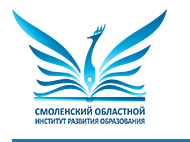 СМОЛЕНСКИЙ ОБЛАСТНОЙ
ИНСТИТУТ РАЗВИТИЯ ОБРАЗОВАНИЯ